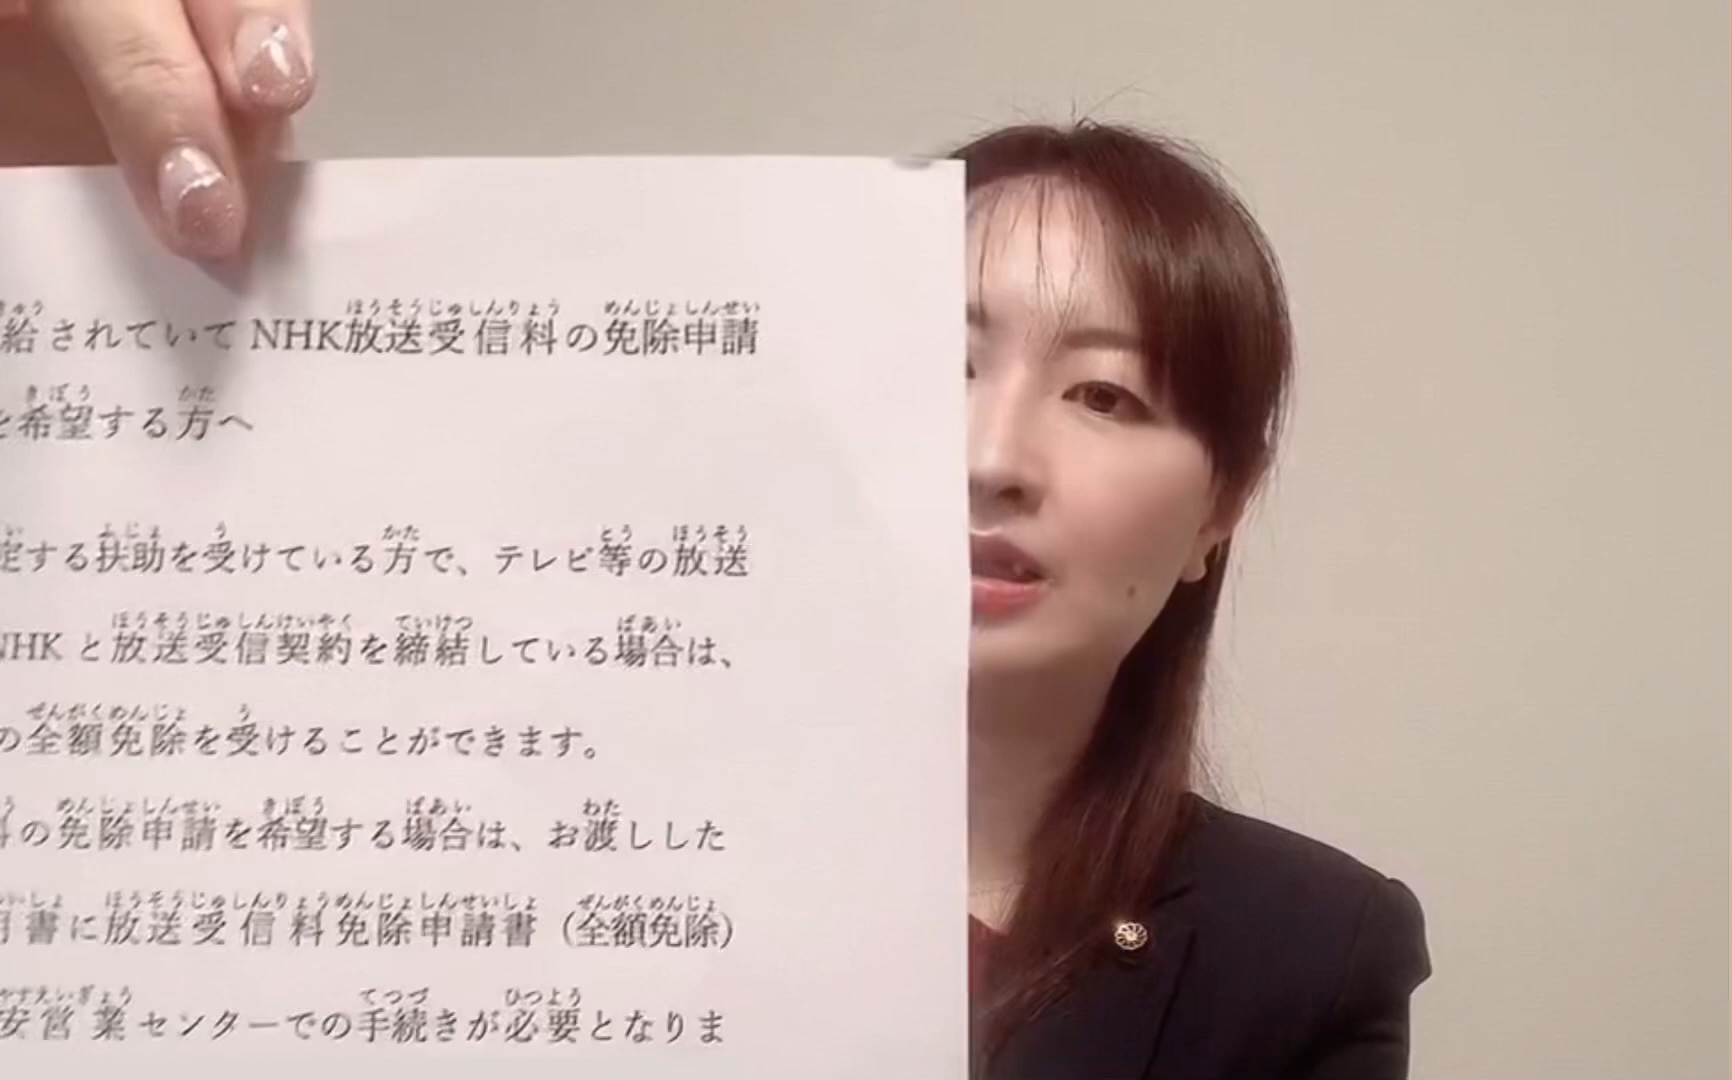 給されていてNHK放送受信料の免除申請
希望する方へ
する扶助を受けている方で、テレビ等の放送
NHKと放送受信契約を締結している場合は、
の全額免除を受けることができます。
の免除申請を希望する場合は、お渡しした
書に放送受信料免除申請書（全額免除）
安営業センターでの手続きが必要となりま